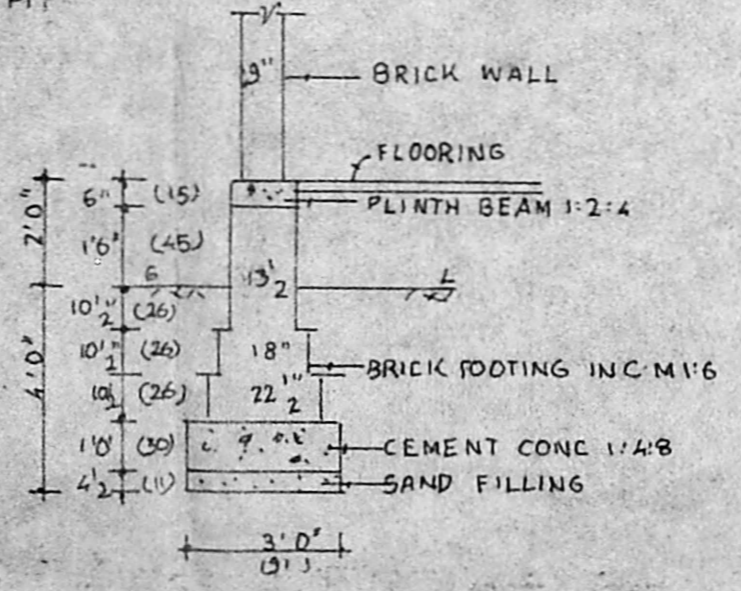 9" BRICK WALL
FLOORING
6" (15) PLINTH BEAM 1:2:4
2'0"
1'6" (45)
G 13½ L
10½" (26)
10½" (26) 18" BRICK FOOTING IN C·M 1:6
4'0"
10½ (26) 22½"
1'0" (30) CEMENT CONC 1:4:8
4½ (11) SAND FILLING
3'0"
(91)